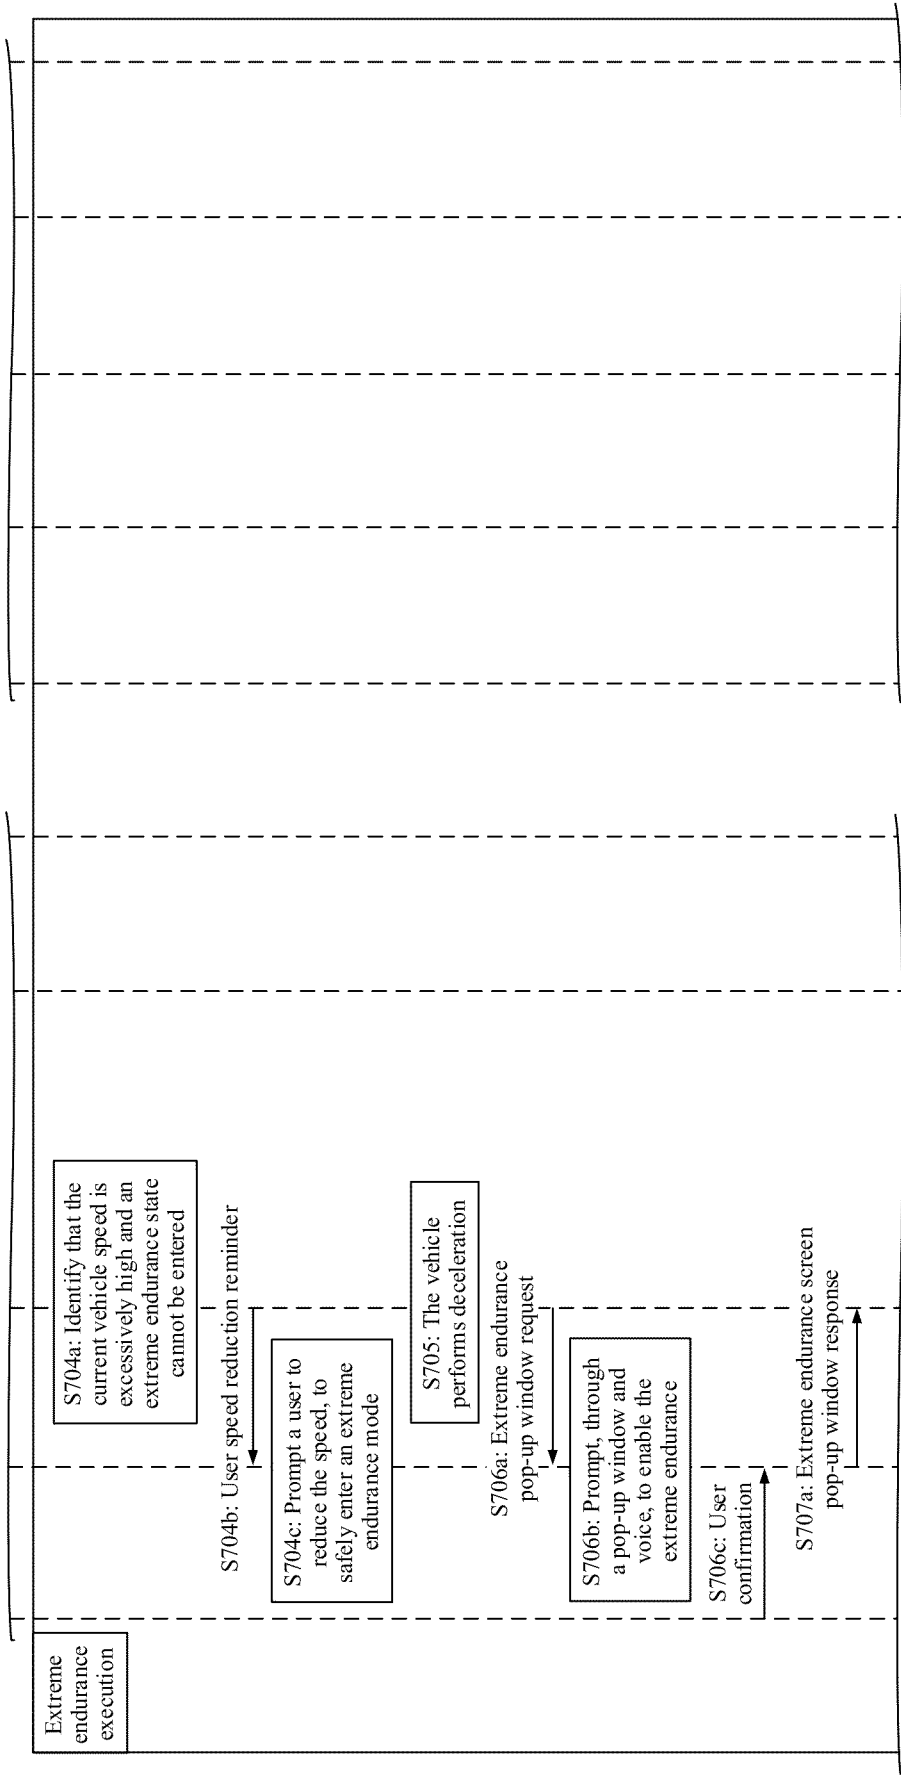 Extreme
endurance
execution
S704a: Identify that the
current vehicle speed is
excessively high and an
extreme endurance state
cannot be entered
S704b: User speed reduction reminder
S704c: Prompt a user to
reduce the speed, to
safely enter an extreme
endurance mode
S705: The vehicle
performs deceleration
S706a: Extreme endurance
pop-up window request
S706b: Prompt, through
a pop-up window and
voice, to enable the
extreme endurance
S706c: User
confirmation
S707a: Extreme endurance screen
pop-up window response